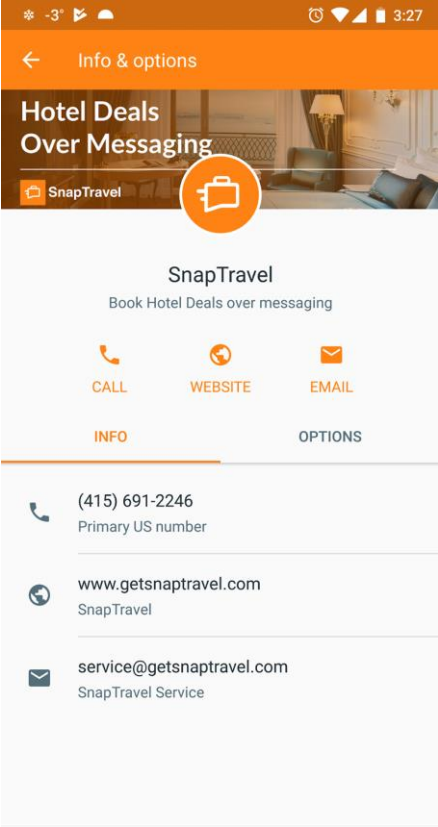 -3° 3:27
Info & options
Hotel Deals
Over Messaging
SnapTravel
SnapTravel
Book Hotel Deals over messaging
CALL WEBSITE EMAIL
INFO OPTIONS
(415) 691-2246
Primary US number
www.getsnaptravel.com
SnapTravel
service@getsnaptravel.com
SnapTravel Service